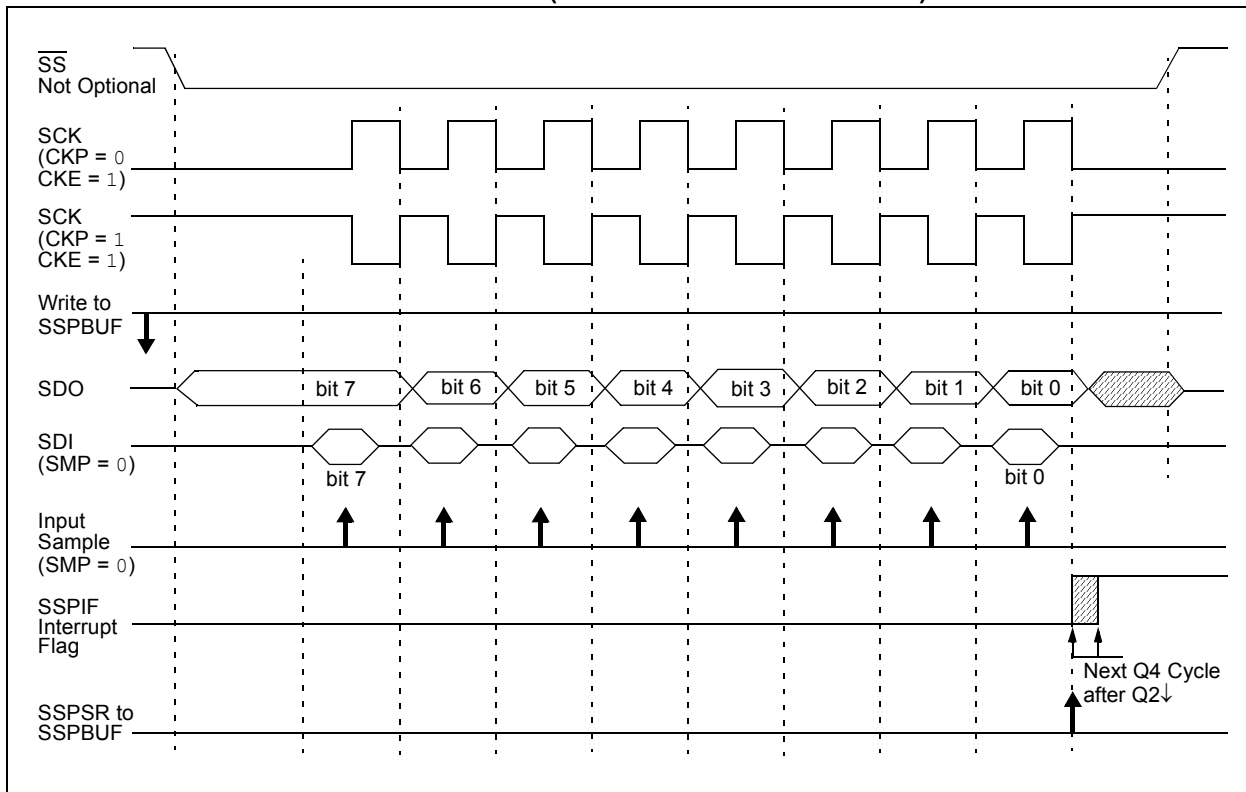 SS
Not Optional
SCK
(CKP = 0
CKE = 1)
SCK
(CKP = 1
CKE = 1)
Write to
SSPBUF
SDO
bit 7
bit 6
bit 5
bit 4
bit 3
bit 2
bit 1
bit 0
SDI
(SMP = 0)
bit 7
bit 0
Input
Sample
(SMP = 0)
SSPIF
Interrupt
Flag
Next Q4 Cycle
after Q2↓
SSPSR to
SSPBUF